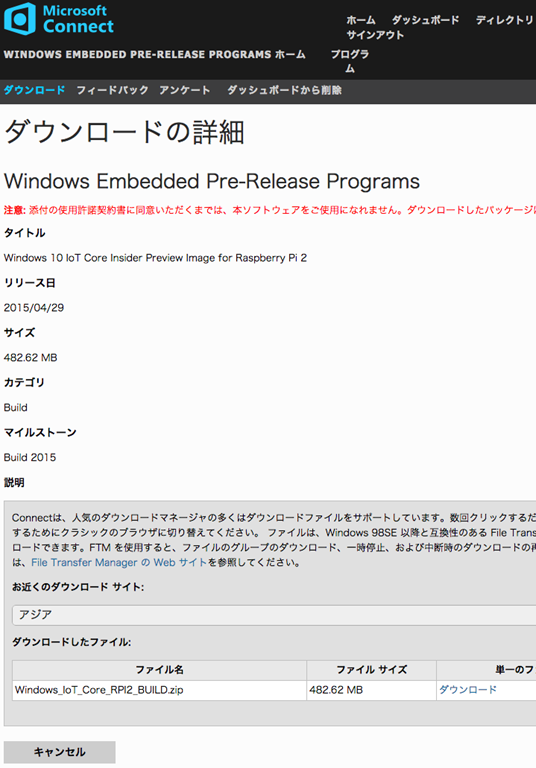 Microsoft
Connect
ホーム ダッシュボード ディレクトリ
サインアウト
WINDOWS EMBEDDED PRE-RELEASE PROGRAMS ホーム プログラ
ム
ダウンロード フィードバック アンケート ダッシュボードから削除
ダウンロードの詳細
Windows Embedded Pre-Release Programs
注意: 添付の使用許諾契約書に同意いただくまでは、本ソフトウェアをご使用になれません。ダウンロードしたパッケージに
タイトル
Windows 10 IoT Core Insider Preview Image for Raspberry Pi 2
リリース日
2015/04/29
サイズ
482.62 MB
カテゴリ
Build
マイルストーン
Build 2015
説明
Connectは、人気のダウンロードマネージャの多くはダウンロードファイルをサポートしています。数回クリックするだ
するためにクラシックのブラウザに切り替えてください。 ファイルは、Windows 98SE 以降と互換性のある File Trans
ロードできます。FTM を使用すると、ファイルのグループのダウンロード、一時停止、および中断時のダウンロードの再
は、File Transfer Manager の Web サイトを参照してください。
お近くのダウンロード サイト:
アジア
ダウンロードしたファイル:
ファイル名 ファイル サイズ 単一のフ
Windows_IoT_Core_RPI2_BUILD.zip 482.62 MB ダウンロード
キャンセル